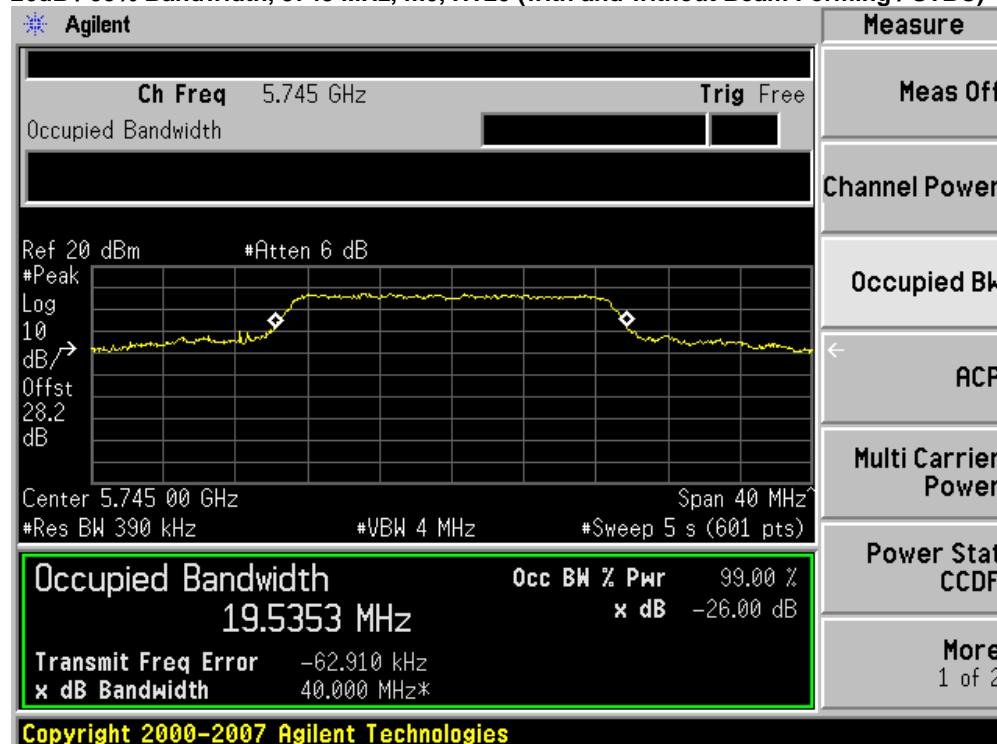 Agilent
Measure
Ch Freq 5.745 GHz Trig Free
Occupied Bandwidth
Meas Off
Channel Power
Occupied BW
ACP
Multi Carrier
Power
Power Stat
CCDF
More
1 of 2
Ref 20 dBm #Atten 6 dB
#Peak
Log
10
dB/
Offst
28.2
dB
Center 5.745 00 GHz Span 40 MHz^
#Res BW 390 kHz #VBW 4 MHz #Sweep 5 s (601 pts)
Occupied Bandwidth Occ BW % Pwr 99.00 %
19.5353 MHz x dB -26.00 dB
Transmit Freq Error -62.910 kHz
x dB Bandwidth 40.000 MHz*
Copyright 2000-2007 Agilent Technologies